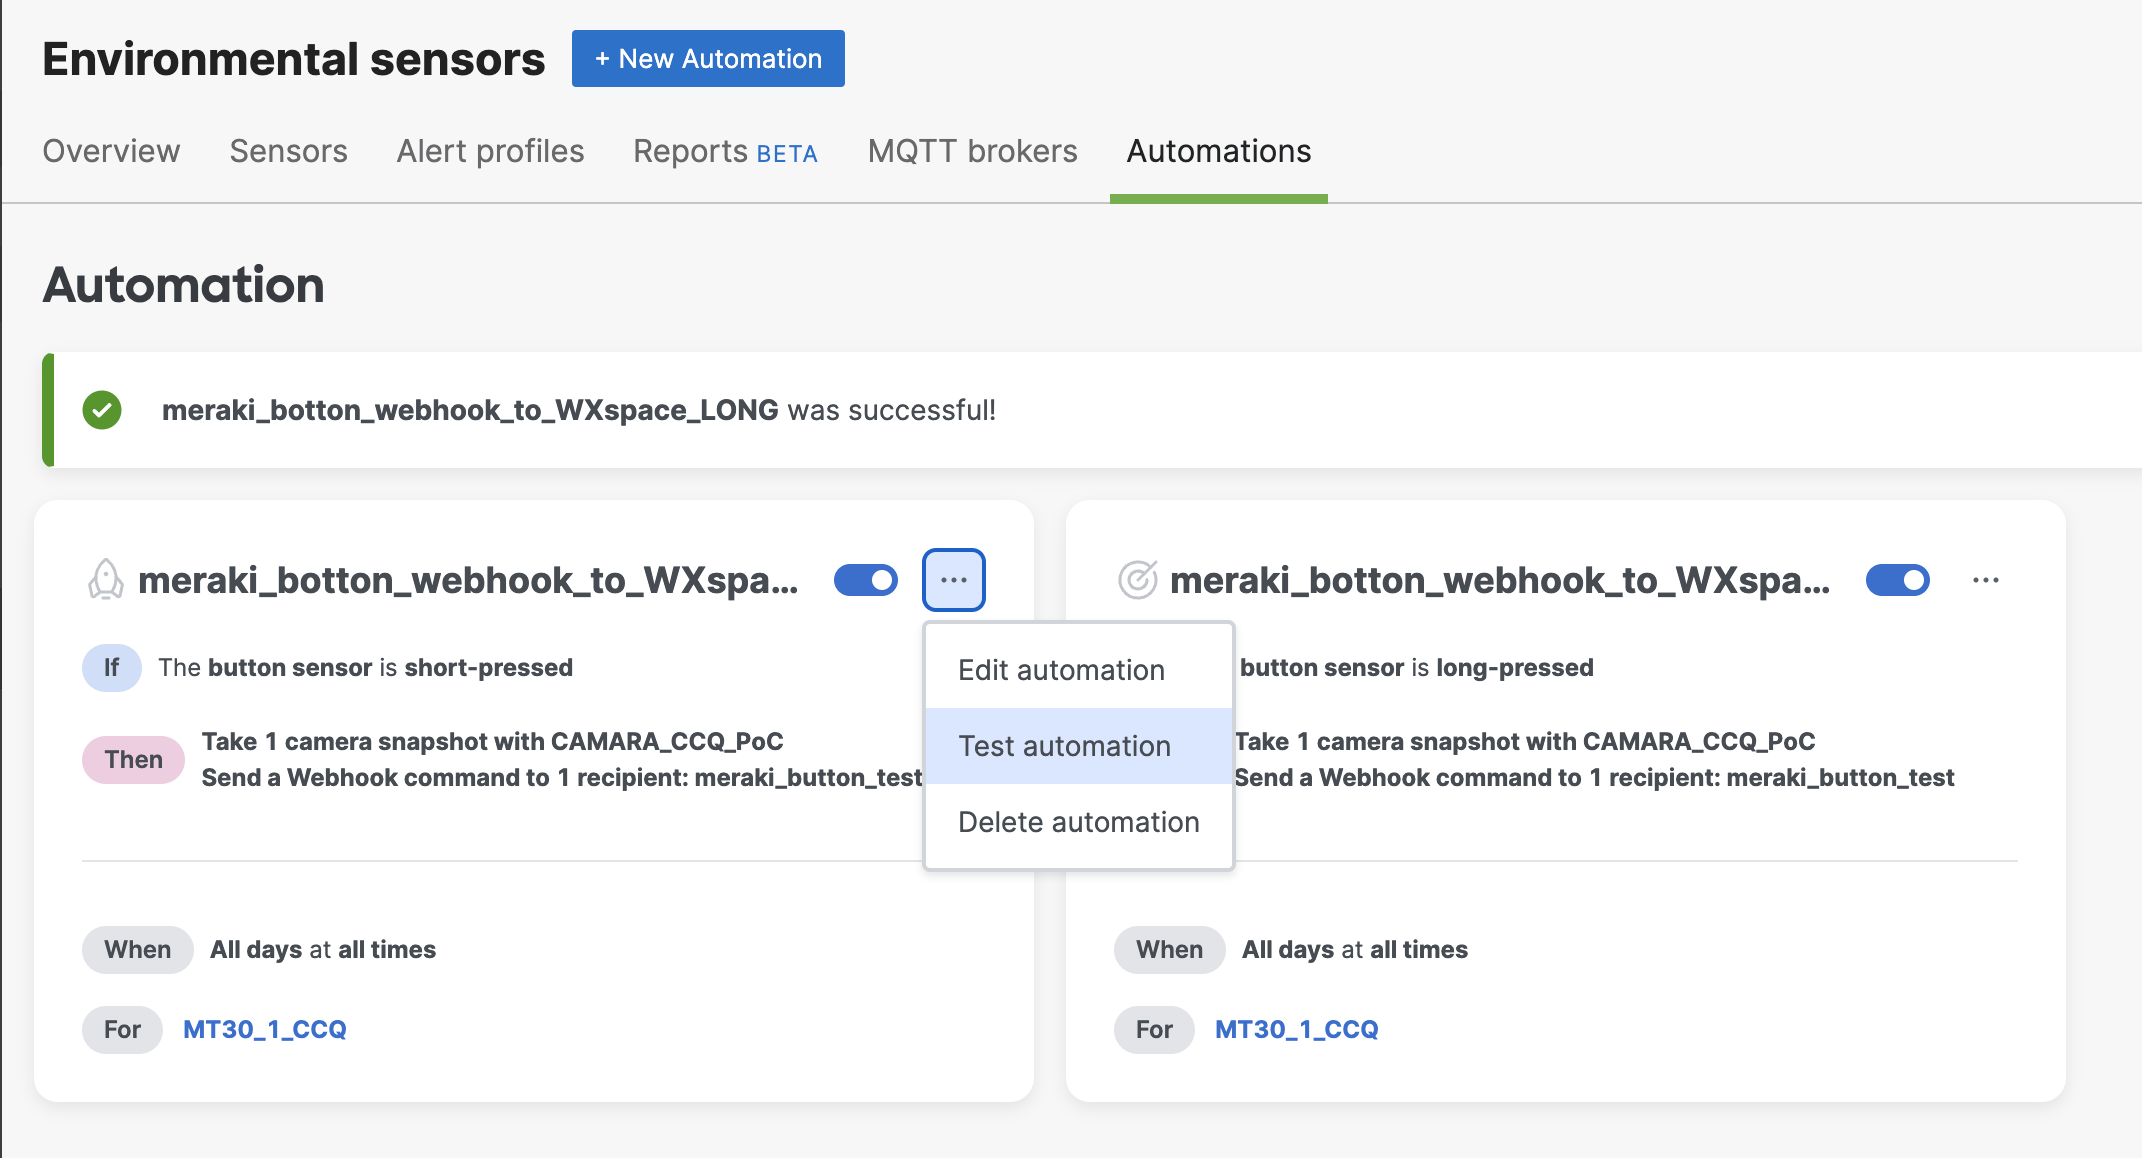 Environmental sensors
+ New Automation
Overview
Sensors
Alert profiles
Reports BETA
MQTT brokers
Automations
Automation
meraki_botton_webhook_to_WXspace_LONG was successful!
meraki_botton_webhook_to_WXspa...
If The button sensor is short-pressed
Then
Take 1 camera snapshot with CAMARA_CCQ_PoC
Send a Webhook command to 1 recipient: meraki_button_test
When All days at all times
For MT30_1_CCQ
Edit automation
Test automation
Delete automation
meraki_botton_webhook_to_WXspa...
button sensor is long-pressed
Take 1 camera snapshot with CAMARA_CCQ_PoC
Send a Webhook command to 1 recipient: meraki_button_test
When All days at all times
For MT30_1_CCQ